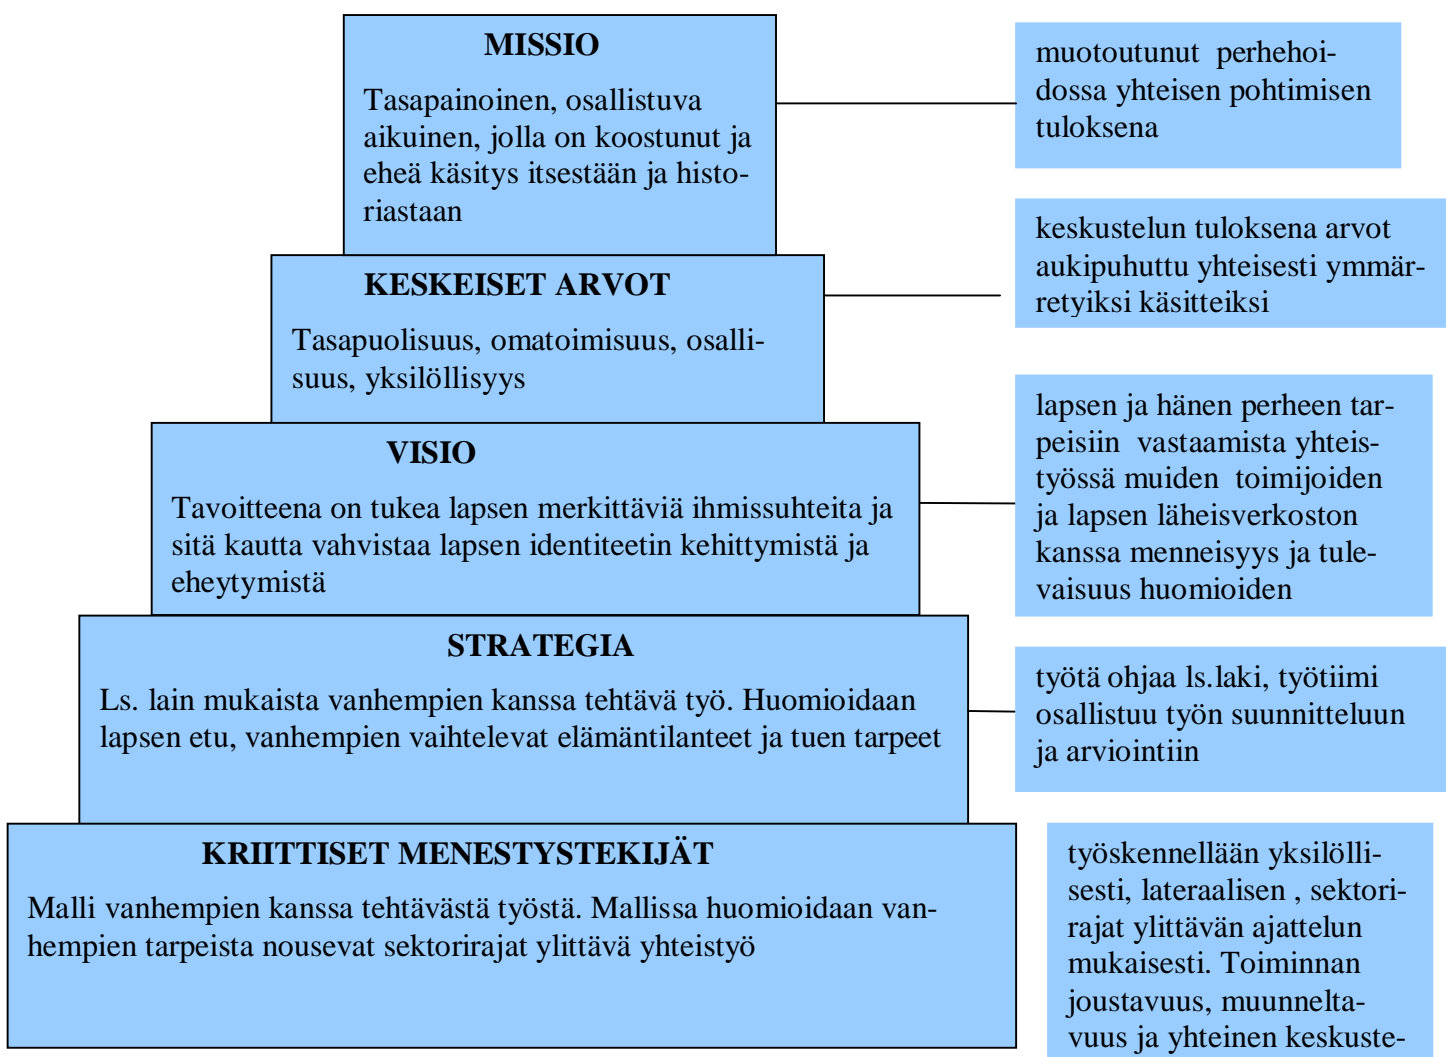 MISSIO
Tasapainoinen, osallistuva
aikuinen, jolla on koostunut ja
eheä käsitys itsestään ja histo-
riastaan
muotoutunut perhehoi-
dossa yhteisen pohtimisen
tuloksena
KESKEISET ARVOT
Tasapuolisuus, omatoimisuus, osalli-
suus, yksilöllisyys
keskustelun tuloksena arvot
aukipuhuttu yhteisesti ymmär-
retyiksi käsitteiksi
VISIO
Tavoitteena on tukea lapsen merkittäviä ihmissuhteita ja
sitä kautta vahvistaa lapsen identiteetin kehittymistä ja
eheytymistä
lapsen ja hänen perheen tar-
peisiin vastaamista yhteis-
työssä muiden toimijoiden
ja lapsen läheisverkoston
kanssa menneisyys ja tule-
vaisuus huomioiden
STRATEGIA
Ls. lain mukaista vanhempien kanssa tehtävä työ. Huomioidaan
lapsen etu, vanhempien vaihtelevat elämäntilanteet ja tuen tarpeet
työtä ohjaa ls.laki, työtiimi
osallistuu työn suunnitteluun
ja arviointiin
KRIITTISET MENESTYSTEKIJÄT
Malli vanhempien kanssa tehtävästä työstä. Mallissa huomioidaan van-
hempien tarpeista nousevat sektorirajat ylittävä yhteistyö
työskennellään yksilölli-
sesti, lateraalisen , sektori-
rajat ylittävän ajattelun
mukaisesti. Toiminnan
joustavuus, muunnelta-
vuus ja yhteinen keskuste-